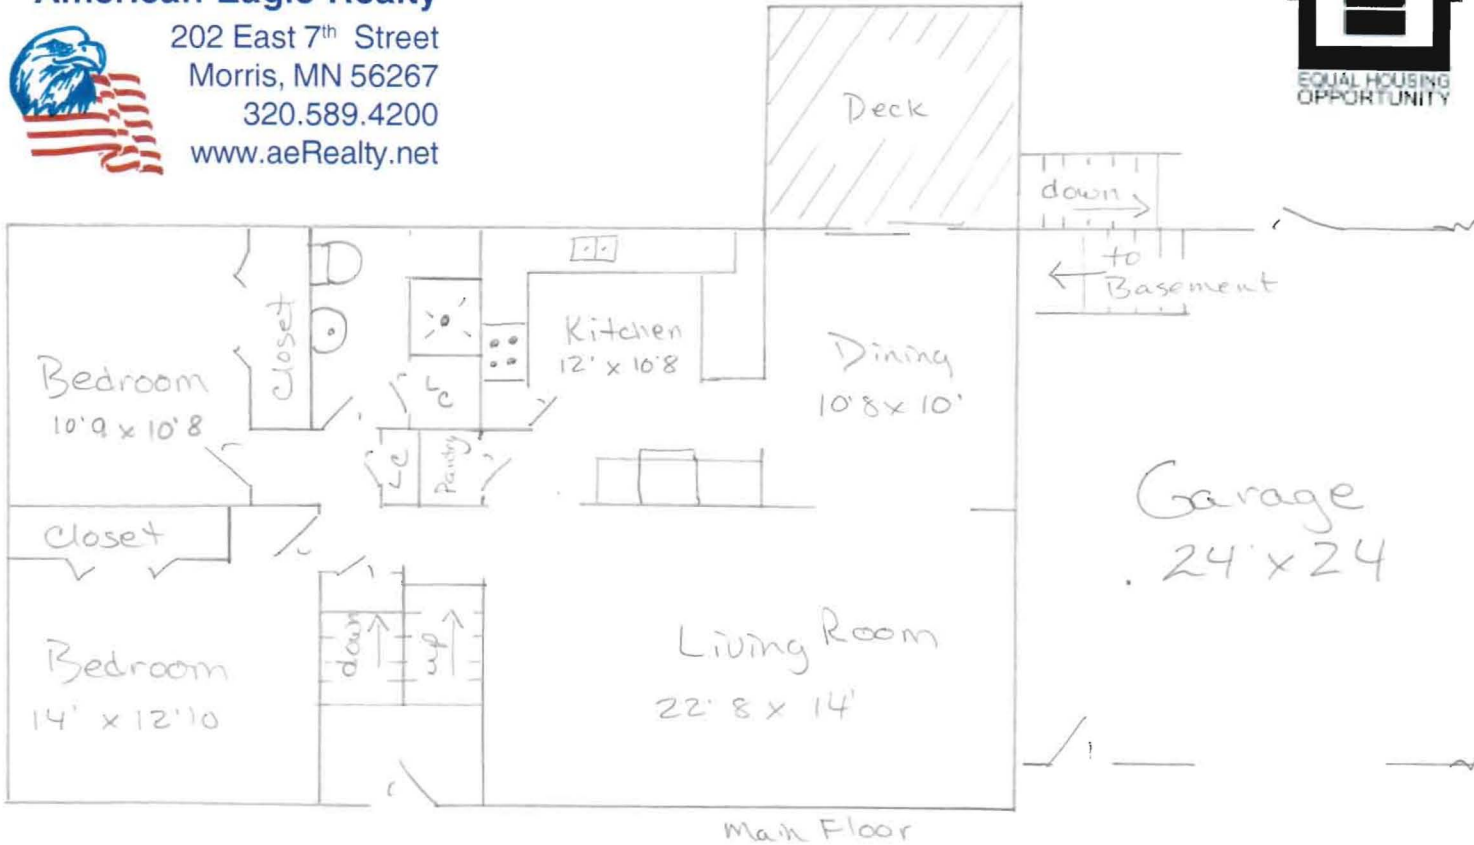 American Eagle Realty
202 East 7th Street
Morris, MN 56267
320.589.4200
www.aeRealty.net
EQUAL HOUSING
OPPORTUNITY
Deck
down
to
Basement
Closet
Kitchen
12' x 10'8
Dining
10'8 x 10'
Bedroom
10'9 x 10'8
LC
LC
Pantry
Garage
24' x 24
Closet
Bedroom
14' x 12'10
down
up
Living Room
22' 8 x 14'
Main Floor